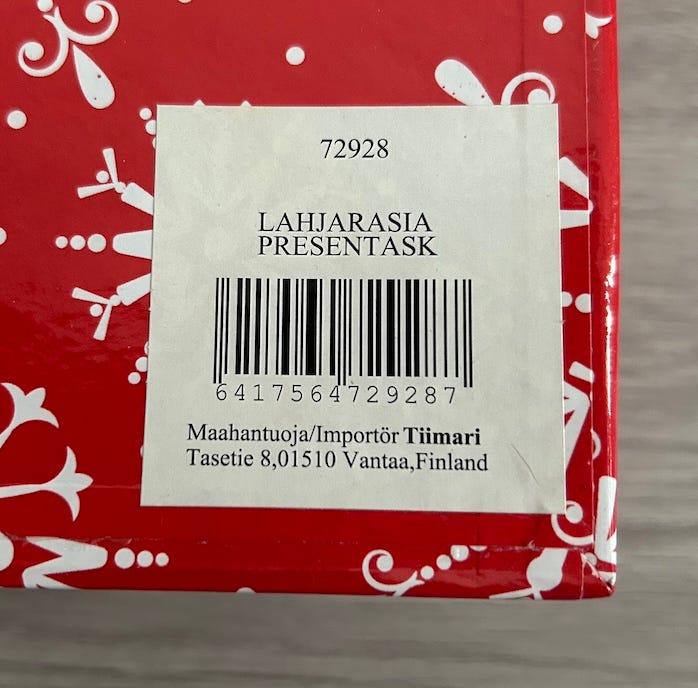 72928
LAHJARASIA
PRESENTASK
6417564729287
Maahantuoja/Importör Tiimari
Tasetie 8,01510 Vantaa,Finland